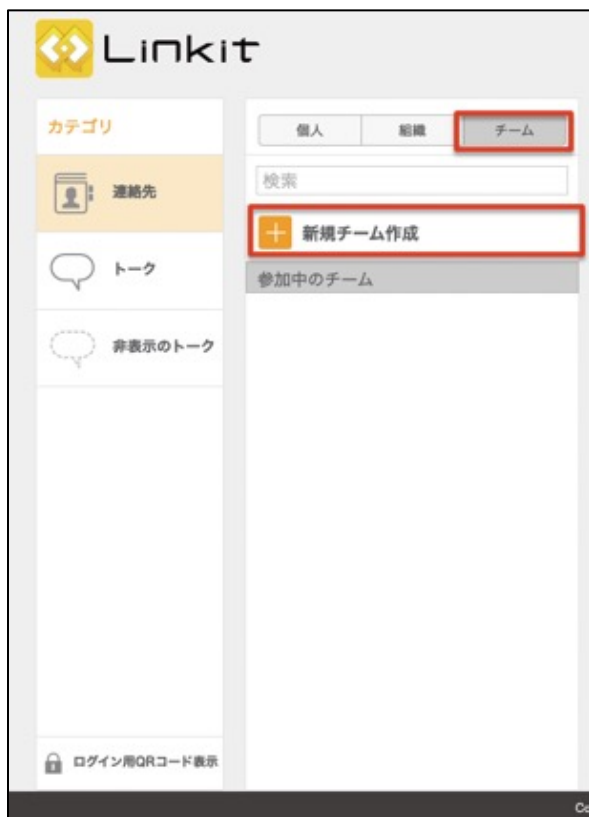 Linkit
カテゴリ
連絡先
トーク
非表示のトーク
ログイン用QRコード表示
個人 組織 チーム
検索
新規チーム作成
参加中のチーム